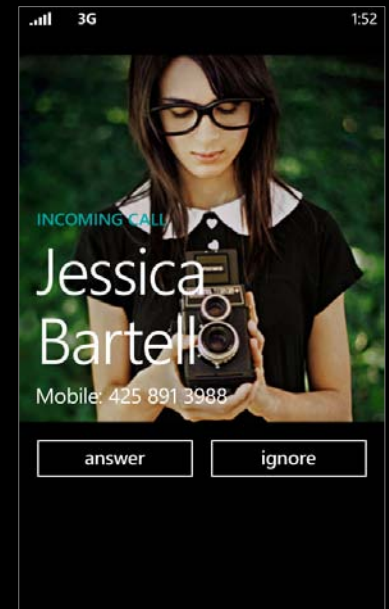 3G 1:52
INCOMING CALL
Jessica
Bartell
Mobile: 425 891 3988
answer ignore